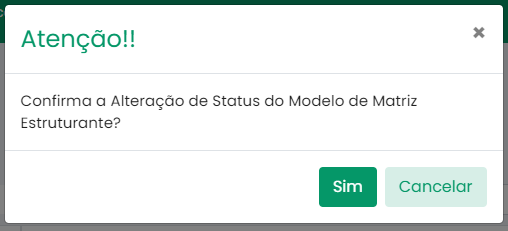 Atenção!!
Confirma a Alteração de Status do Modelo de Matriz
Estruturante?
Sim
Cancelar